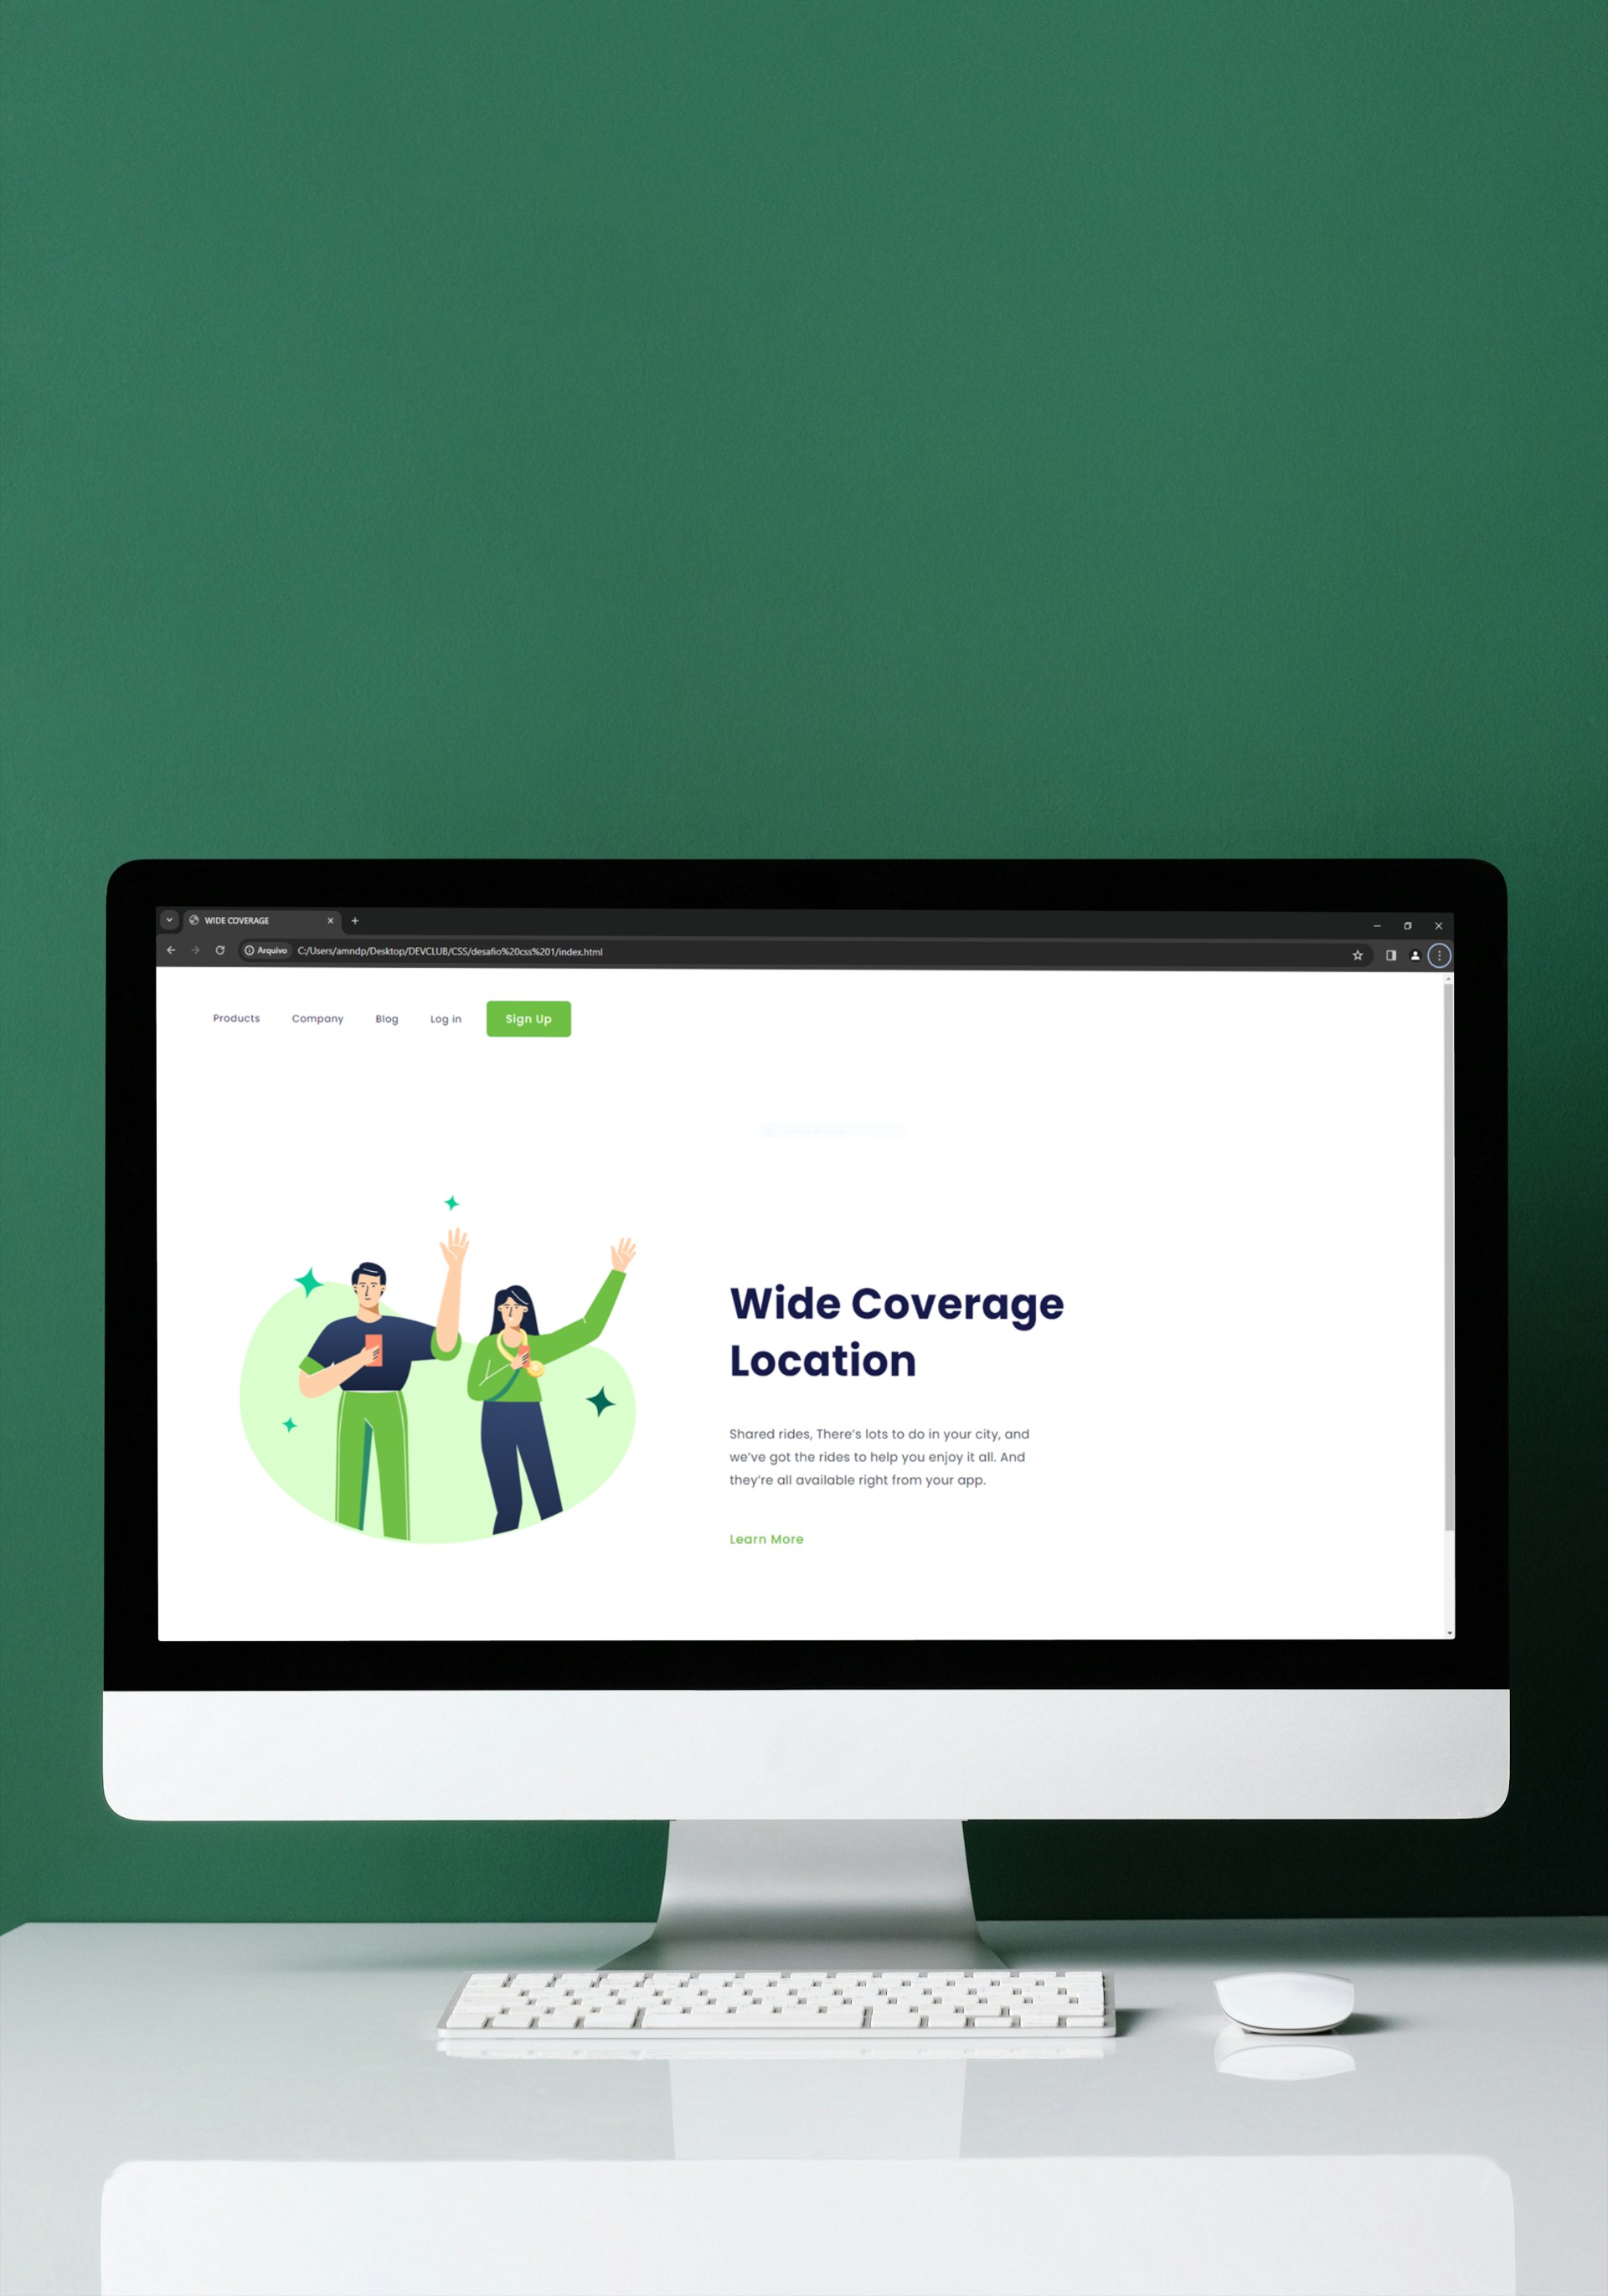 WIDE COVERAGE
Arquivo C:/Users/amndp/Desktop/DEVCLUB/CSS/desafio%20css%201/index.html
Products Company Blog Log in Sign Up
Wide Coverage
Location
Shared rides, There's lots to do in your city, and
we've got the rides to help you enjoy it all. And
they're all available right from your app.
Learn More